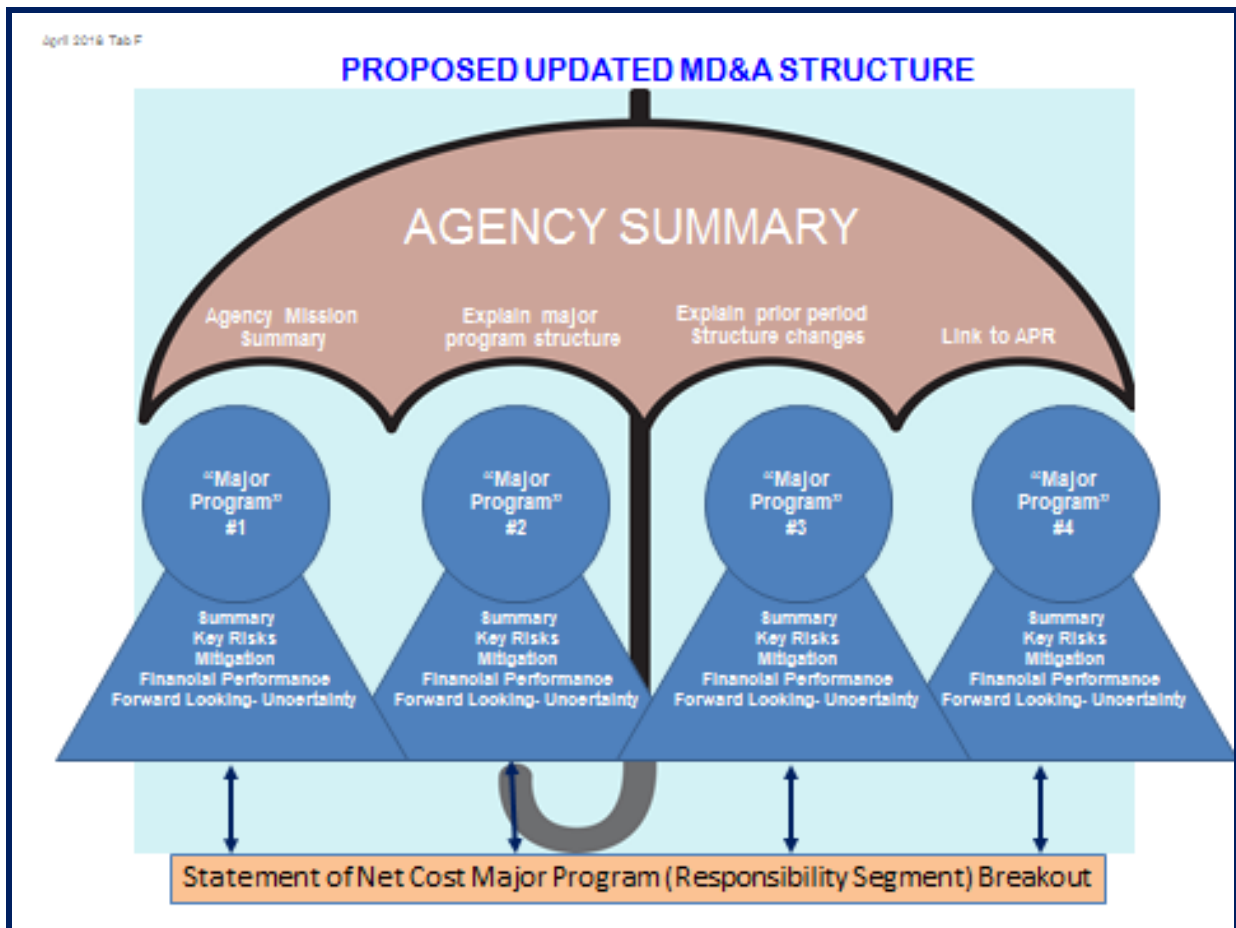 April 2018 Tab F
PROPOSED UPDATED MD&A STRUCTURE
AGENCY SUMMARY
Agency Mission
Summary
Explain major
program structure
Explain prior period
Structure changes
Link to APR
“Major
Program”
#1
“Major
Program”
#2
“Major
Program”
#3
“Major
Program”
#4
Summary
Key Risks
Mitigation
Financial Performance
Forward Looking- Uncertainty
Summary
Key Risks
Mitigation
Financial Performance
Forward Looking- Uncertainty
Summary
Key Risks
Mitigation
Financial Performance
Forward Looking- Uncertainty
Summary
Key Risks
Mitigation
Financial Performance
Forward Looking- Uncertainty
Statement of Net Cost Major Program (Responsibility Segment) Breakout